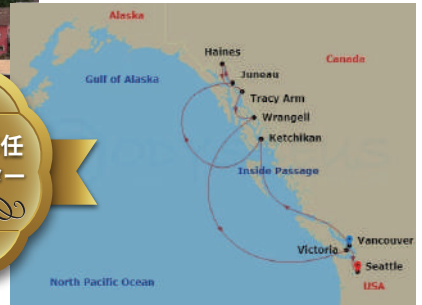 Alaska
Haines
Canada
Juneau
Gulf of Alaska
Tracy Arm
Wrangell
任
Ketchikan
ー
Inside Passage
Vancouver
Victoria
Seattle
North Pacific Ocean
USA